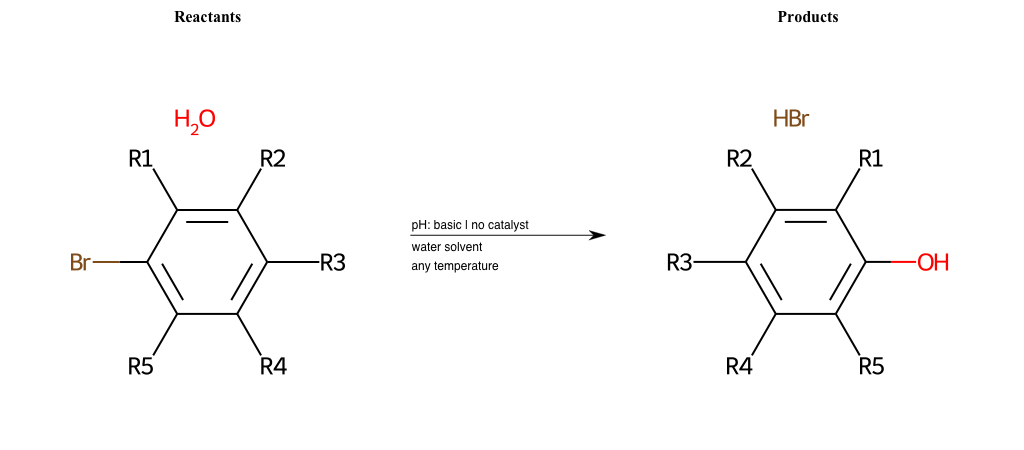 Reactants
Products
H2O
HBr
R1 R2
R2 R1
pH: basic | no catalyst
Br R3
water solvent
R3 OH
any temperature
R5 R4
R4 R5